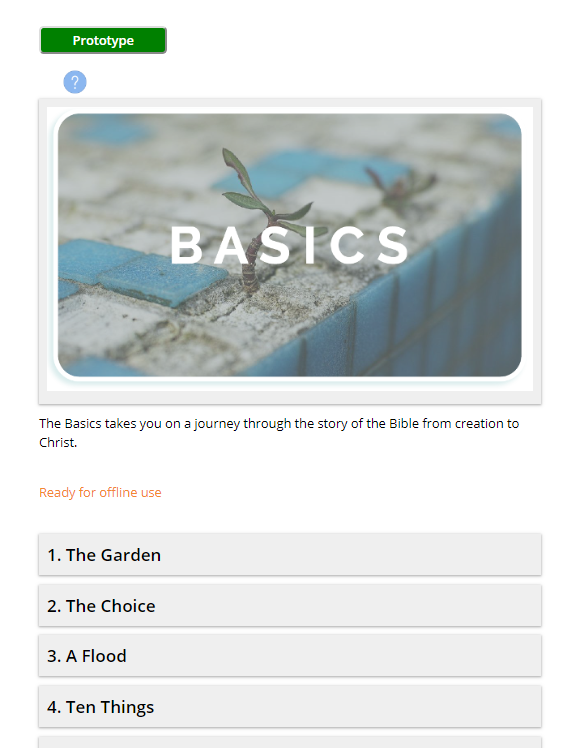 Prototype
?
BASICS
The Basics takes you on a journey through the story of the Bible from creation to
Christ.
Ready for offline use
1. The Garden
2. The Choice
3. A Flood
4. Ten Things